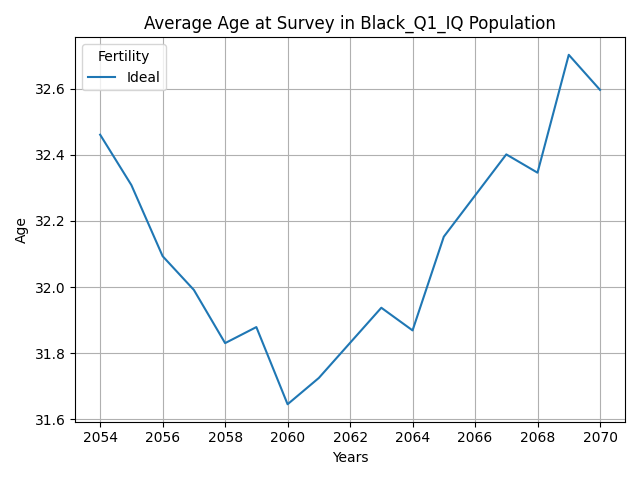 Average Age at Survey in Black_Q1_IQ Population
Fertility
Ideal
32.6
32.4
32.2
32.0
31.8
31.6
Age
2054 2056 2058 2060 2062 2064 2066 2068 2070
Years